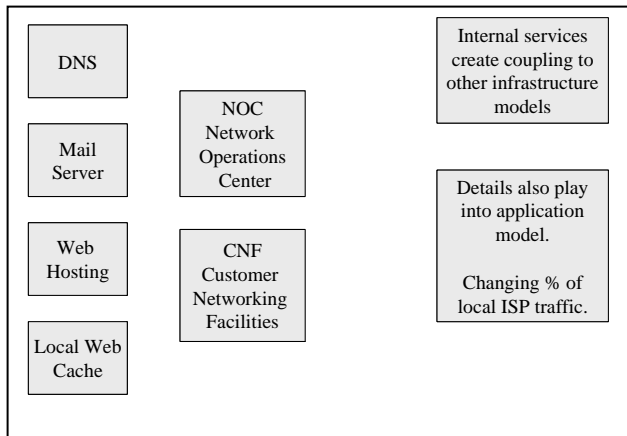 DNS
Mail
Server
Web
Hosting
Local Web
Cache
NOC
Network
Operations
Center
CNF
Customer
Networking
Facilities
Internal services
create coupling to
other infrastructure
models
Details also play
into application
model.
Changing % of
local ISP traffic.